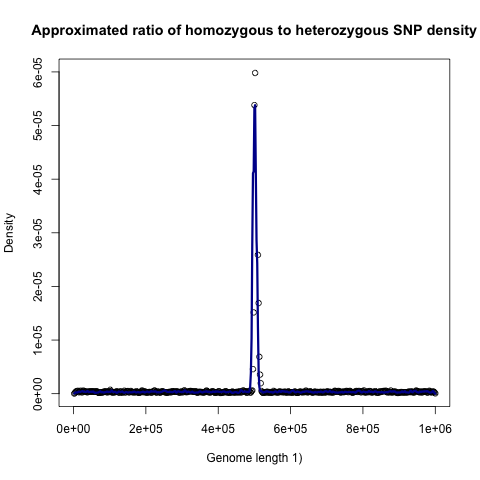 Approximated ratio of homozygous to heterozygous SNP density
6e-05
5e-05
4e-05
3e-05
2e-05
1e-05
0e+00
Density
0e+00 2e+05 4e+05 6e+05 8e+05 1e+06
Genome length 1)